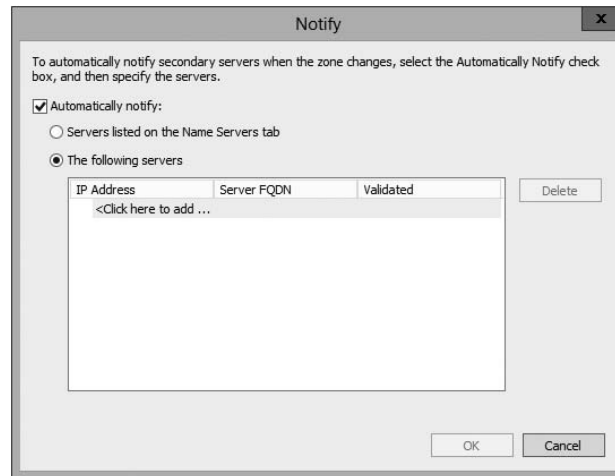 Notify
x
To automatically notify secondary servers when the zone changes, select the Automatically Notify check
box, and then specify the servers.
Automatically notify:
Servers listed on the Name Servers tab
The following servers
IP Address Server FQDN Validated
Delete
<Click here to add ...
OK Cancel